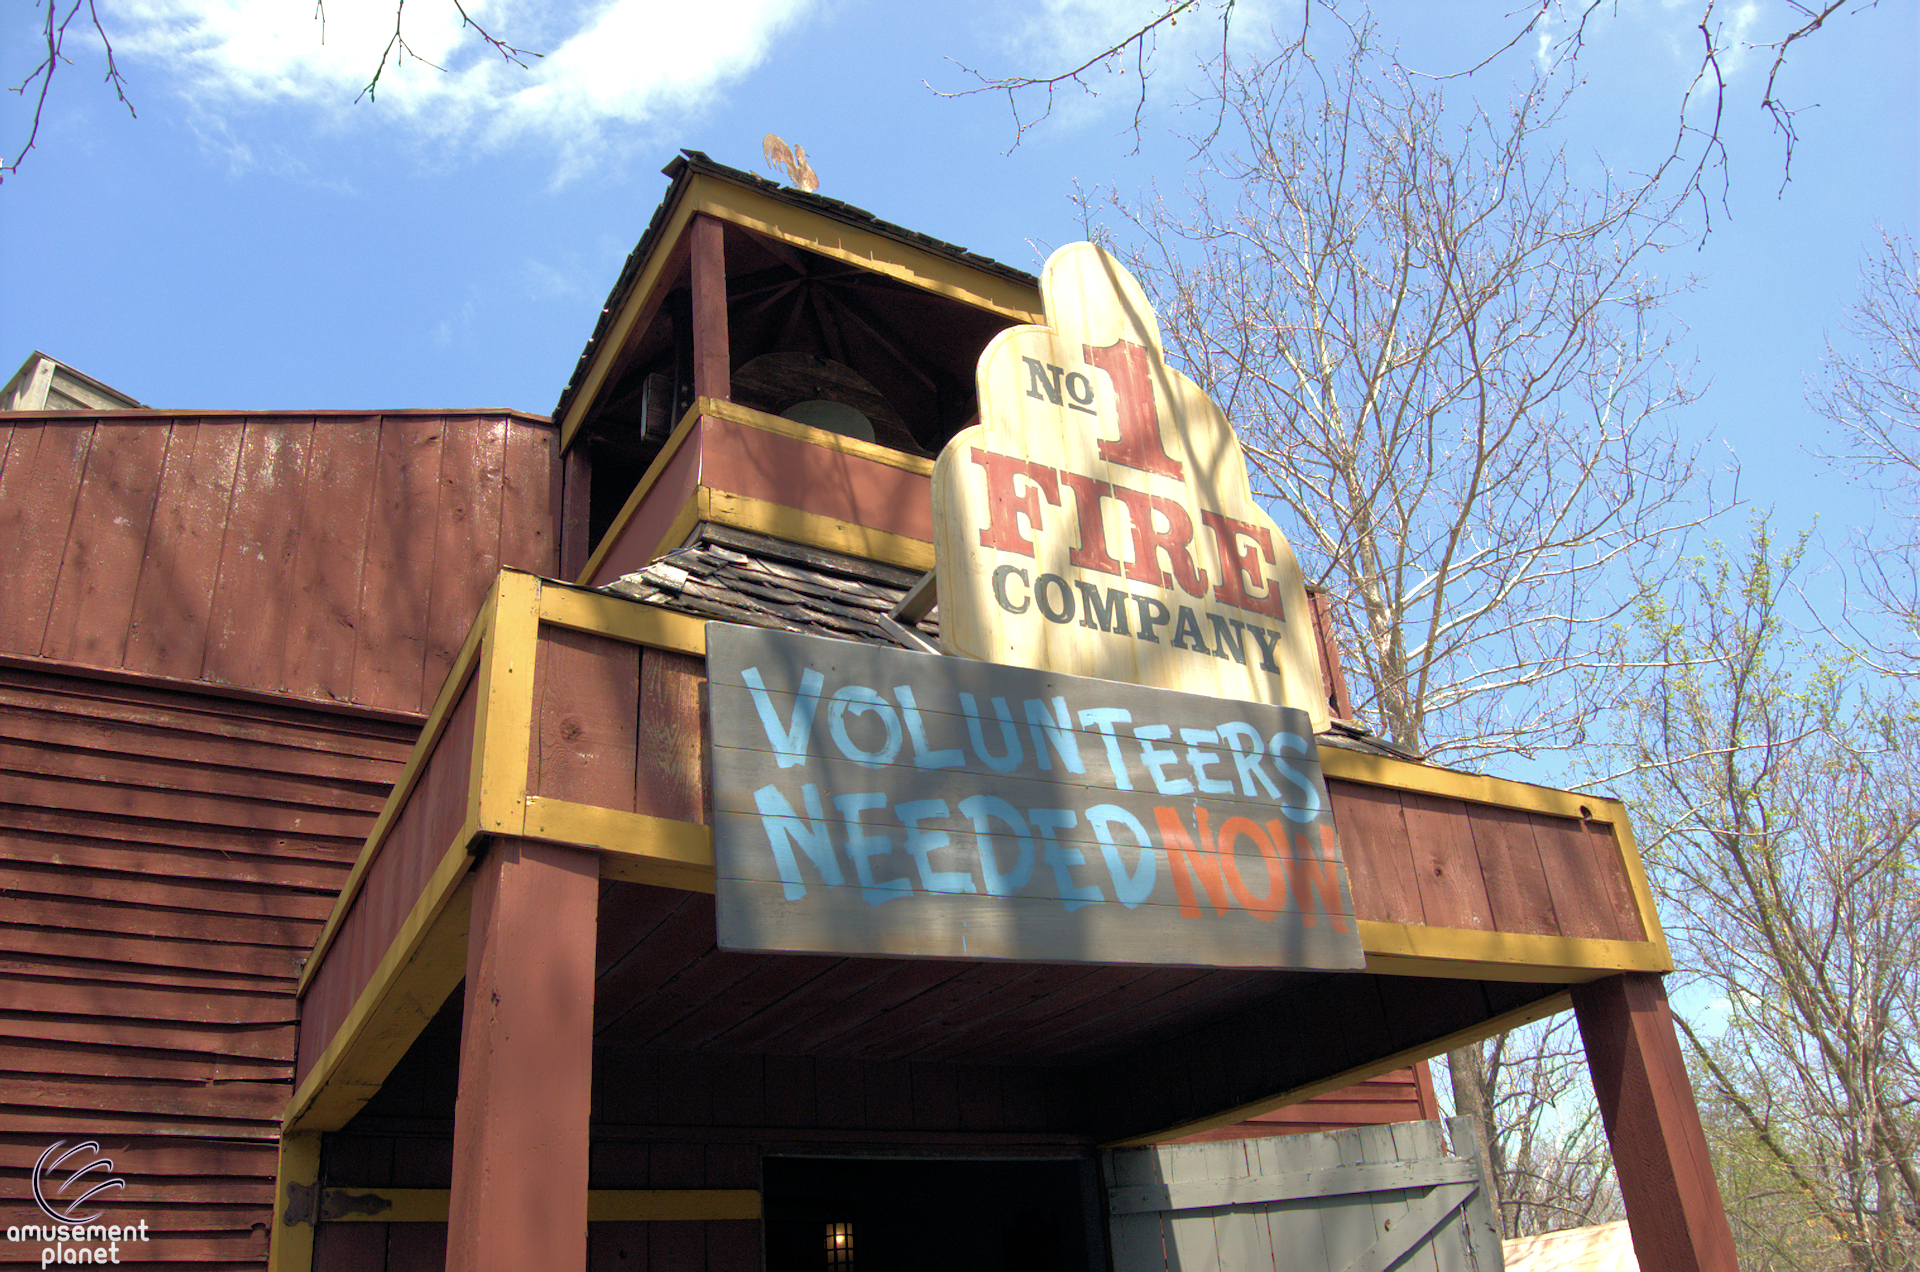 No 1
FIRE
COMPANY
VOLUNTEERS
NEEDED NOW
amusement
planet